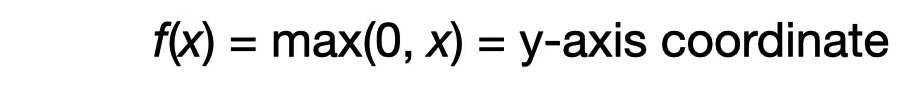 f(x) = max(0, x) = y-axis coordinate